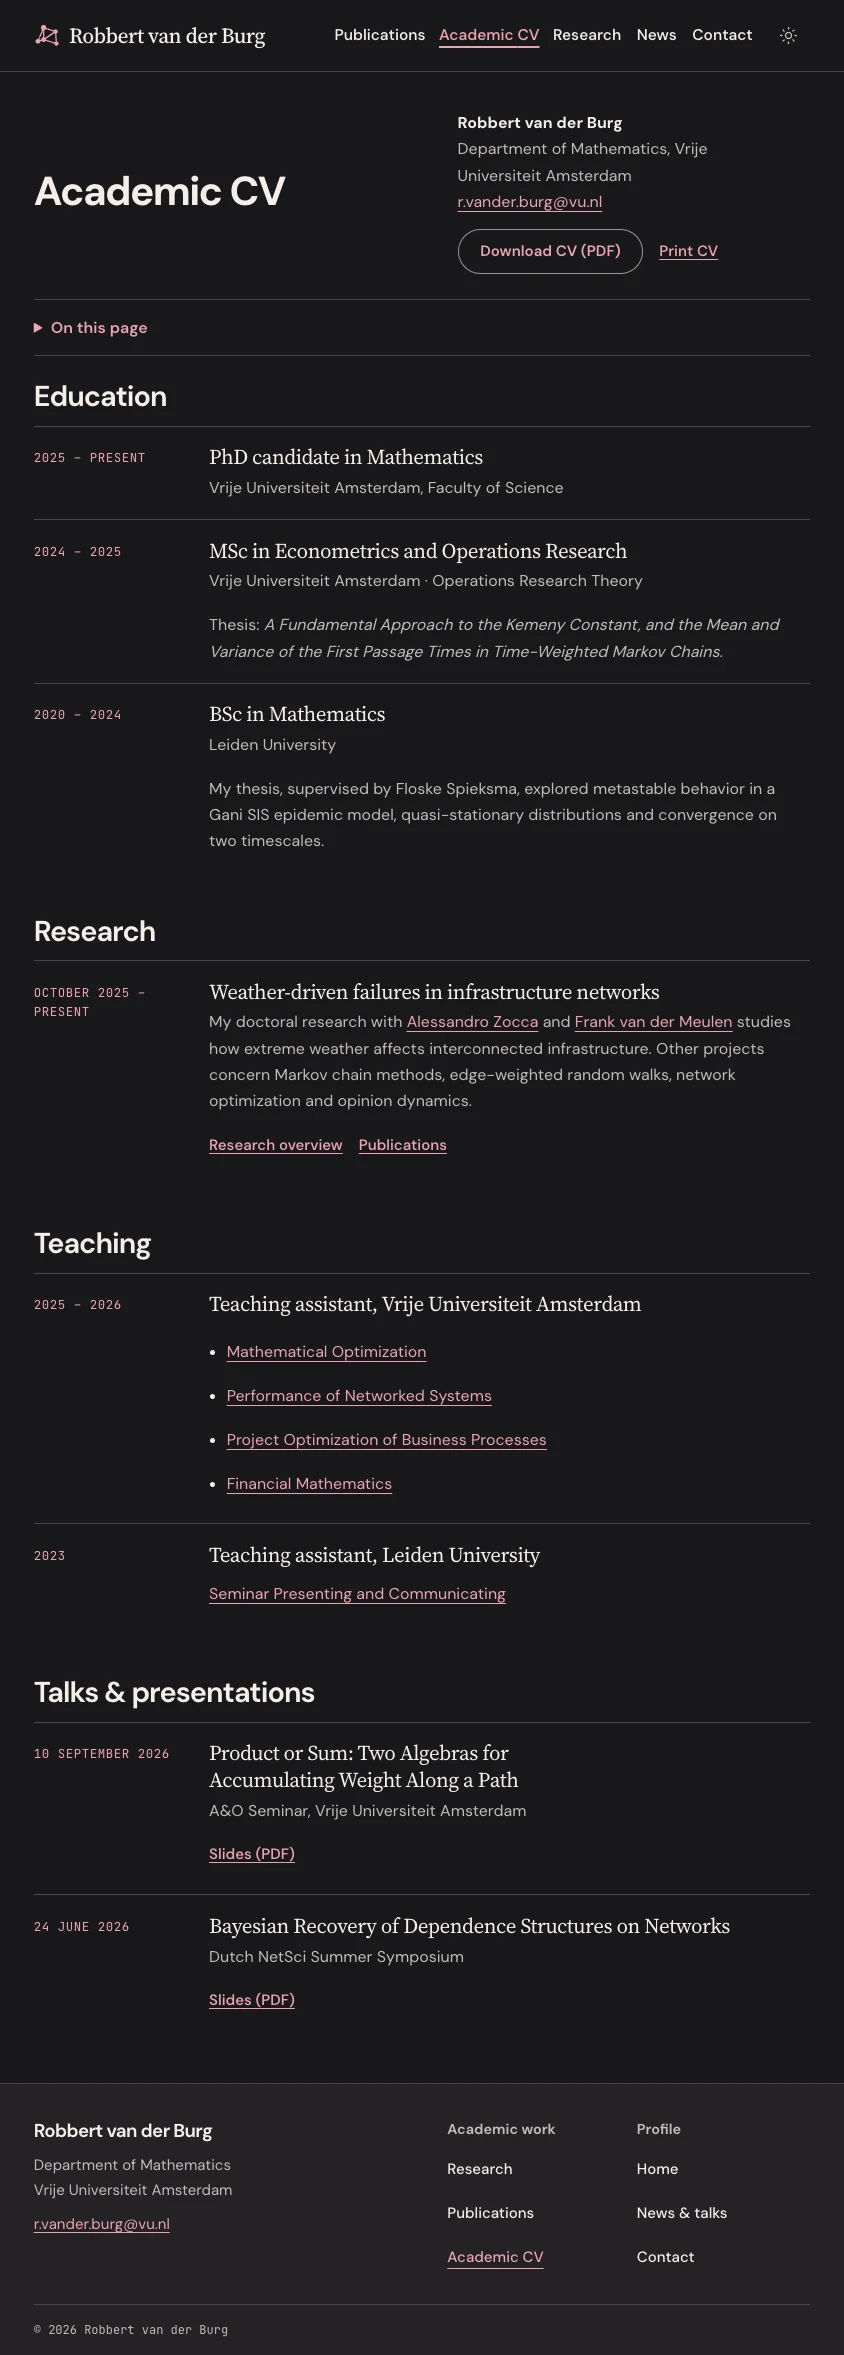 Robbert van der Burg
Publications Academic CV Research News Contact
Academic CV
Robbert van der Burg
Department of Mathematics, Vrije
Universiteit Amsterdam
r.vander.burg@vu.nl
Download CV (PDF) Print CV
On this page
Education
2025 – PRESENT
PhD candidate in Mathematics
Vrije Universiteit Amsterdam, Faculty of Science
2024 – 2025
MSc in Econometrics and Operations Research
Vrije Universiteit Amsterdam · Operations Research Theory
Thesis: A Fundamental Approach to the Kemeny Constant, and the Mean and
Variance of the First Passage Times in Time-Weighted Markov Chains.
2020 – 2024
BSc in Mathematics
Leiden University
My thesis, supervised by Floske Spieksma, explored metastable behavior in a
Gani SIS epidemic model, quasi-stationary distributions and convergence on
two timescales.
Research
OCTOBER 2025 –
PRESENT
Weather-driven failures in infrastructure networks
My doctoral research with Alessandro Zocca and Frank van der Meulen studies
how extreme weather affects interconnected infrastructure. Other projects
concern Markov chain methods, edge-weighted random walks, network
optimization and opinion dynamics.
Research overview Publications
Teaching
2025 – 2026
Teaching assistant, Vrije Universiteit Amsterdam
Mathematical Optimization
Performance of Networked Systems
Project Optimization of Business Processes
Financial Mathematics
2023
Teaching assistant, Leiden University
Seminar Presenting and Communicating
Talks & presentations
10 SEPTEMBER 2026
Product or Sum: Two Algebras for
Accumulating Weight Along a Path
A&O Seminar, Vrije Universiteit Amsterdam
Slides (PDF)
24 JUNE 2026
Bayesian Recovery of Dependence Structures on Networks
Dutch NetSci Summer Symposium
Slides (PDF)
Robbert van der Burg
Department of Mathematics
Vrije Universiteit Amsterdam
r.vander.burg@vu.nl
Academic work
Research
Publications
Academic CV
Profile
Home
News & talks
Contact
© 2026 Robbert van der Burg